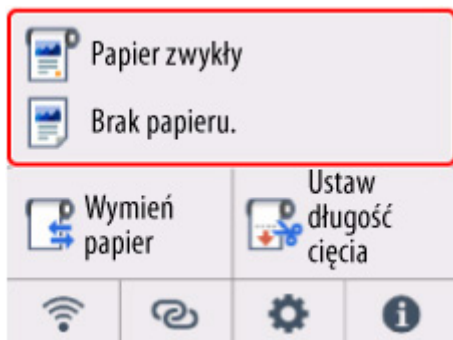 Papier zwykły
Brak papieru.
Wymień
papier
Ustaw
długość
cięcia